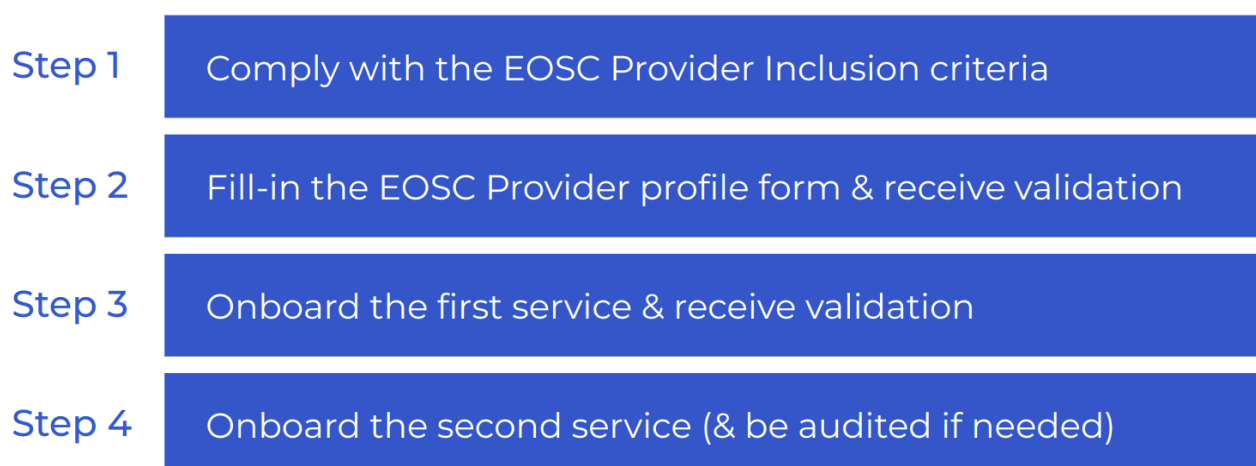 Step 1
Comply with the EOSC Provider Inclusion criteria
Step 2
Fill-in the EOSC Provider profile form & receive validation
Step 3
Onboard the first service & receive validation
Step 4
Onboard the second service (& be audited if needed)